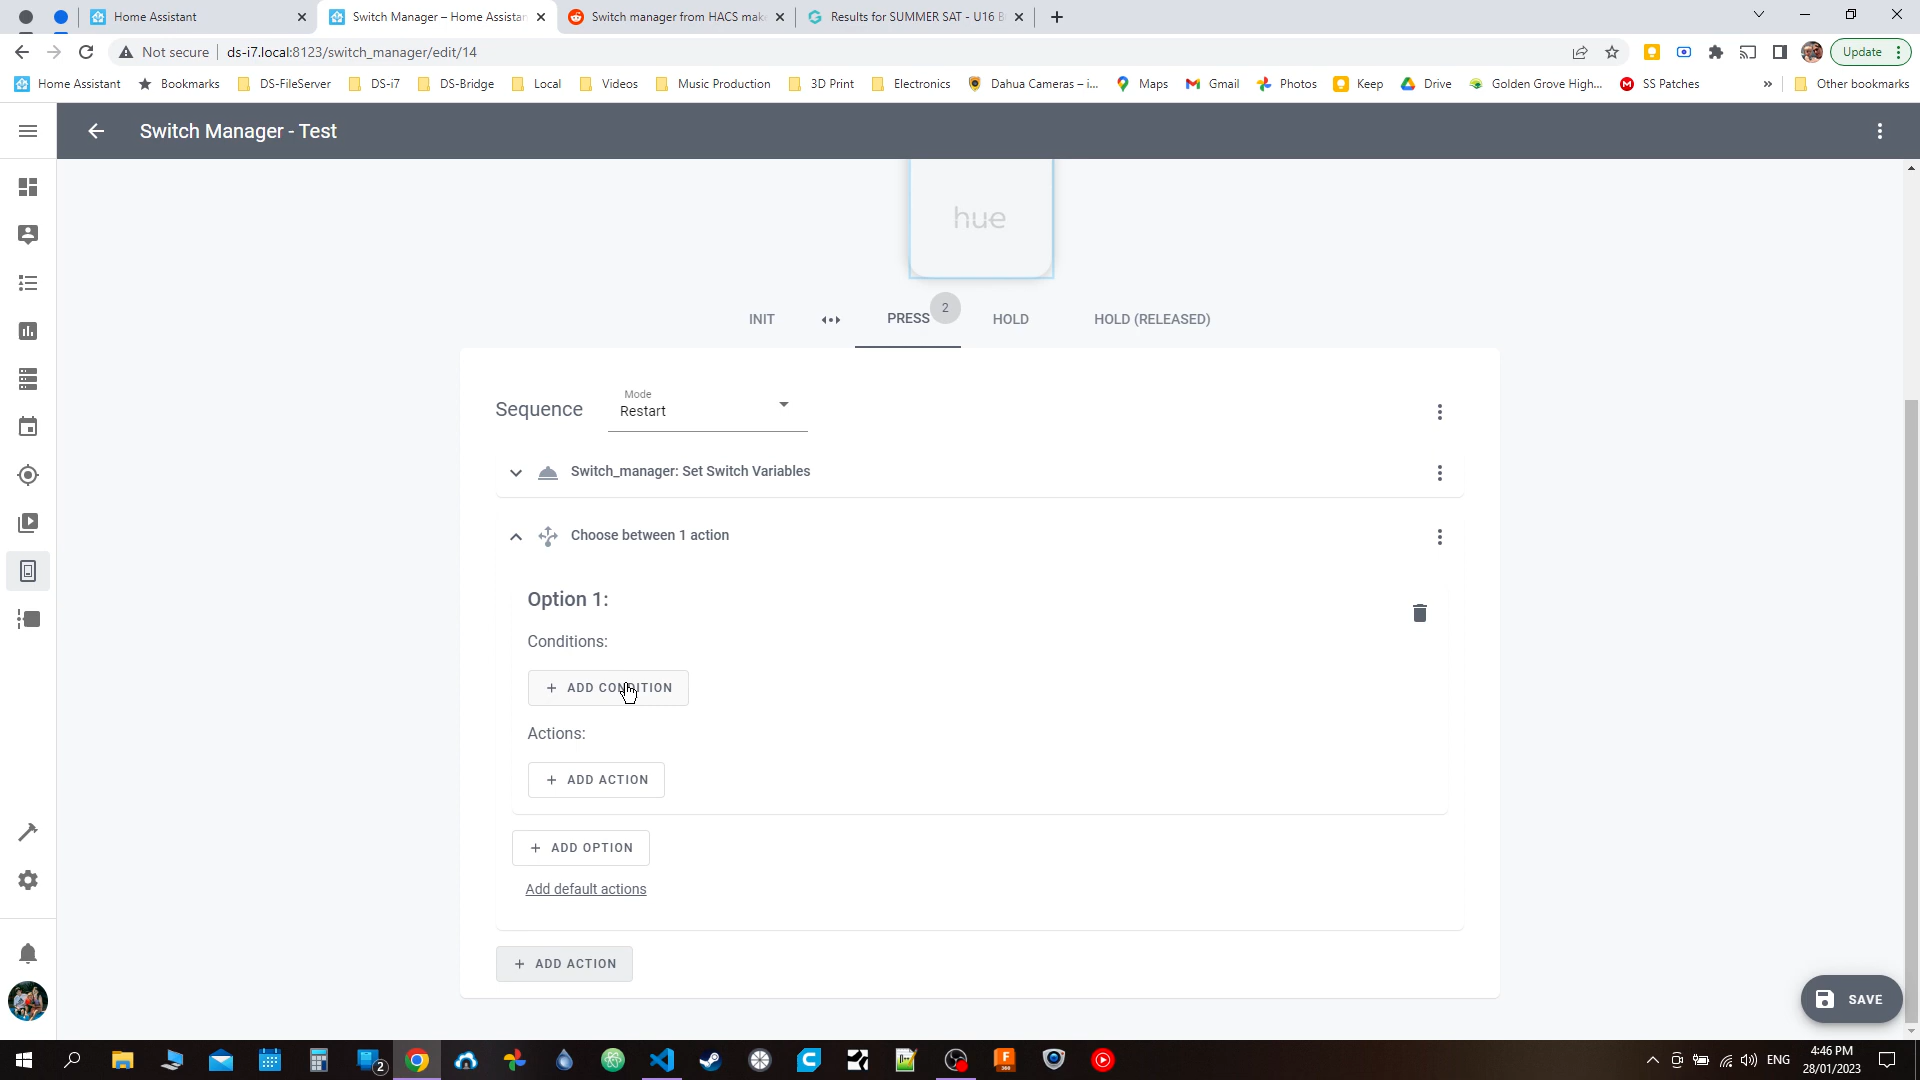 Home Assistant
Switch Manager – Home Assistan
Switch manager from HACS mak
Results for SUMMER SAT - U16 B
Not secure
ds-i7.local:8123/switch_manager/edit/14
Update
Home Assistant
Bookmarks
DS-FileServer
DS-i7
DS-Bridge
Local
Videos
Music Production
3D Print
Electronics
Dahua Cameras – i...
Maps
Gmail
Photos
Keep
Drive
Golden Grove High...
SS Patches
»
Other bookmarks
Switch Manager - Test
hue
INIT
PRESS
2
HOLD
HOLD (RELEASED)
Sequence
Mode
Restart
Switch_manager: Set Switch Variables
Choose between 1 action
Option 1:
Conditions:
+ ADD CONDITION
Actions:
+ ADD ACTION
+ ADD OPTION
Add default actions
+ ADD ACTION
SAVE
2
ENG
4:46 PM
28/01/2023